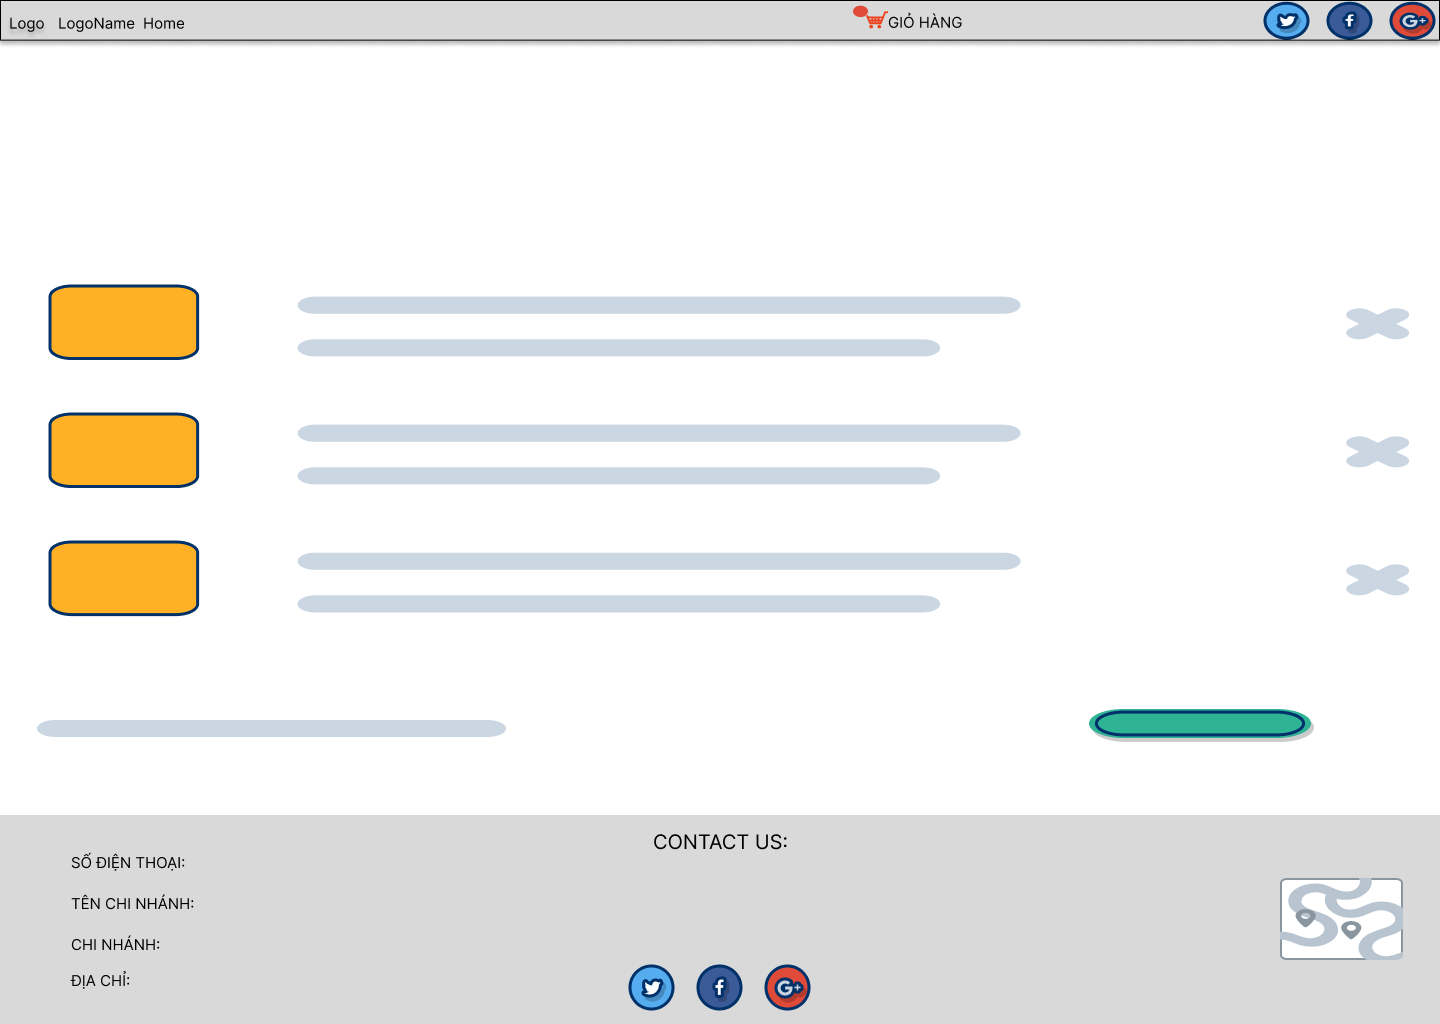 Logo LogoName Home GIỎ HÀNG
CONTACT US:
SỐ ĐIỆN THOẠI:
TÊN CHI NHÁNH:
CHI NHÁNH:
ĐỊA CHỈ: